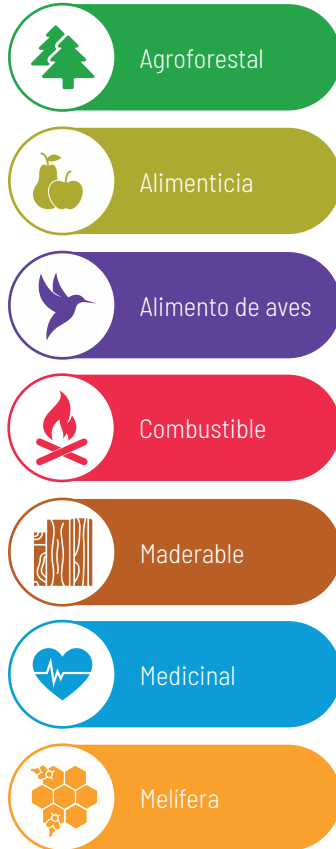 Agroforestal
Alimenticia
Alimento de aves
Combustible
Maderable
Medicinal
Melífera